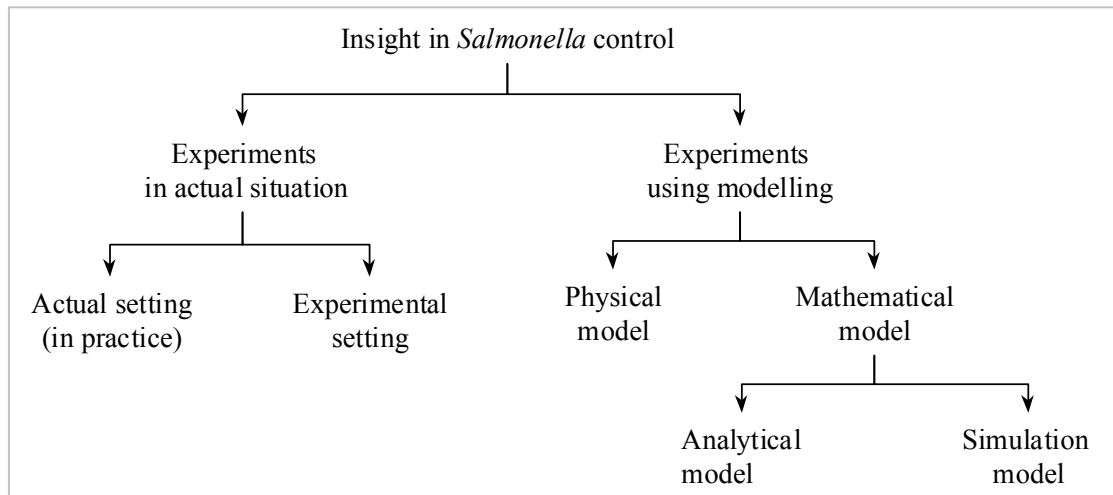 Insight in Salmonella control
Experiments
in actual situation
Experiments
using modelling
Actual setting
(in practice)
Experimental
setting
Physical
model
Mathematical
model
Analytical
model
Simulation
model